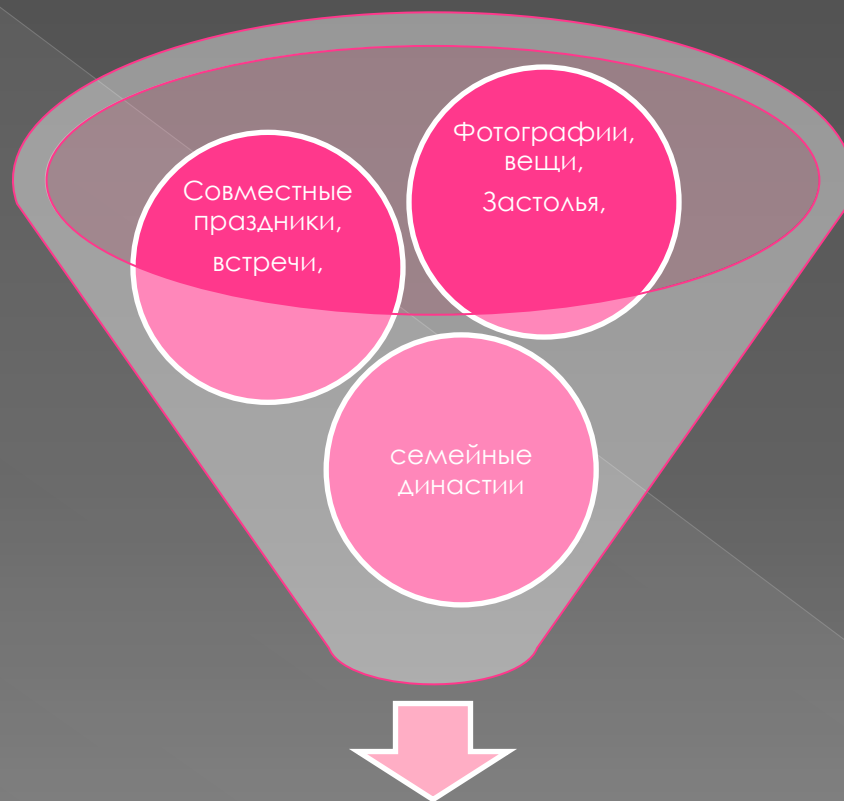 Совместные
праздники,
встречи,
Фотографии,
вещи,
Застолья,
семейные
династии